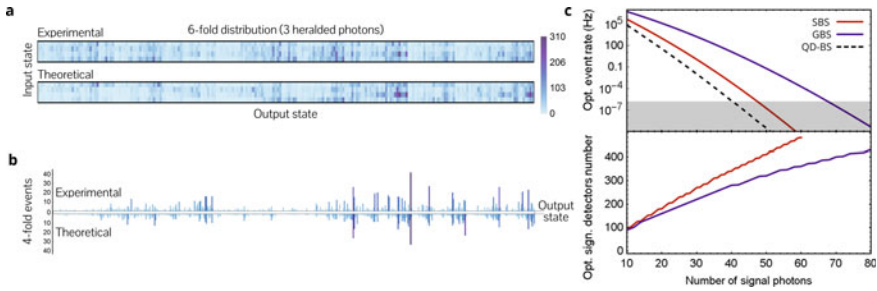 a
6-fold distribution (3 heralded photons)
Experimental
Input state
Theoretical
Output state
310
206
103
0
b
4-fold events
40
30
20
10
0
10
20
30
40
Experimental
Theoretical
Output
state
c
Opt. event rate (Hz)
10⁵
100
0.1
10⁻⁴
10⁻⁷
SBS
GBS
QD-BS
Opt. sign. detectors number
400
300
200
100
0
10 20 30 40 50 60 70 80
Number of signal photons